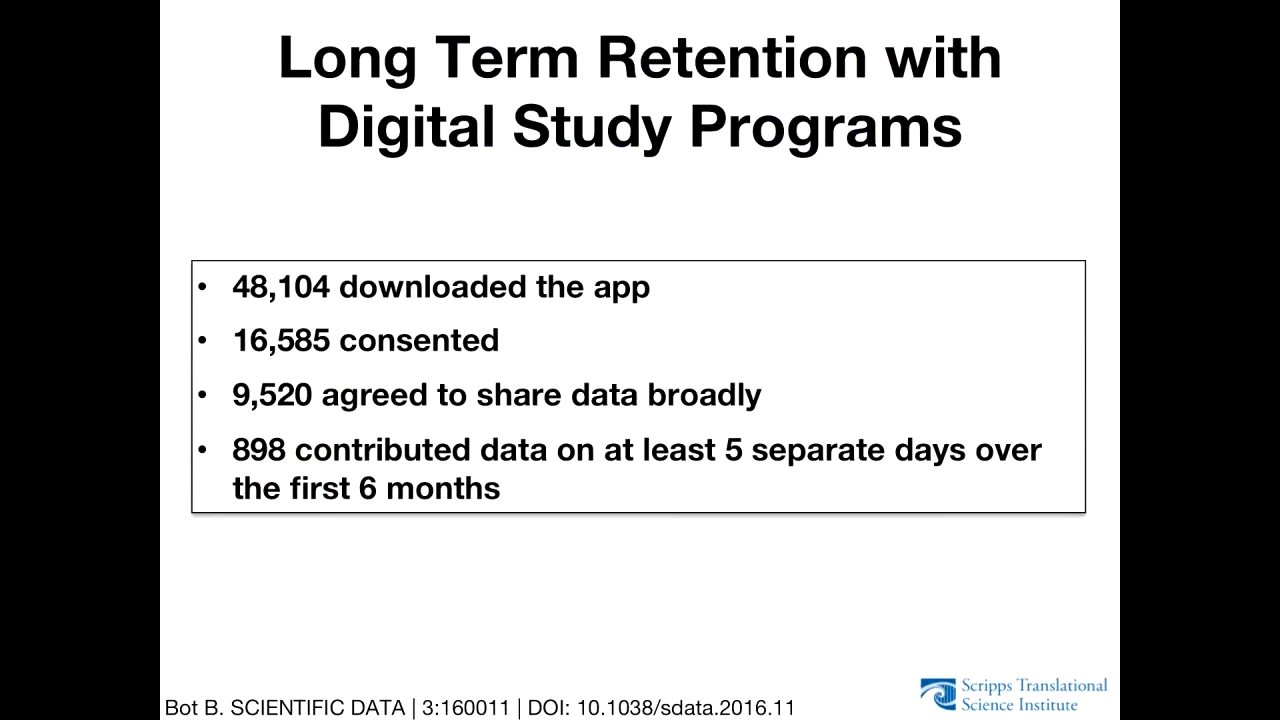 Long Term Retention with
Digital Study Programs
• 48,104 downloaded the app
• 16,585 consented
• 9,520 agreed to share data broadly
• 898 contributed data on at least 5 separate days over
the first 6 months
Bot B. SCIENTIFIC DATA | 3:160011 | DOI: 10.1038/sdata.2016.11
Scripps Translational
Science Institute